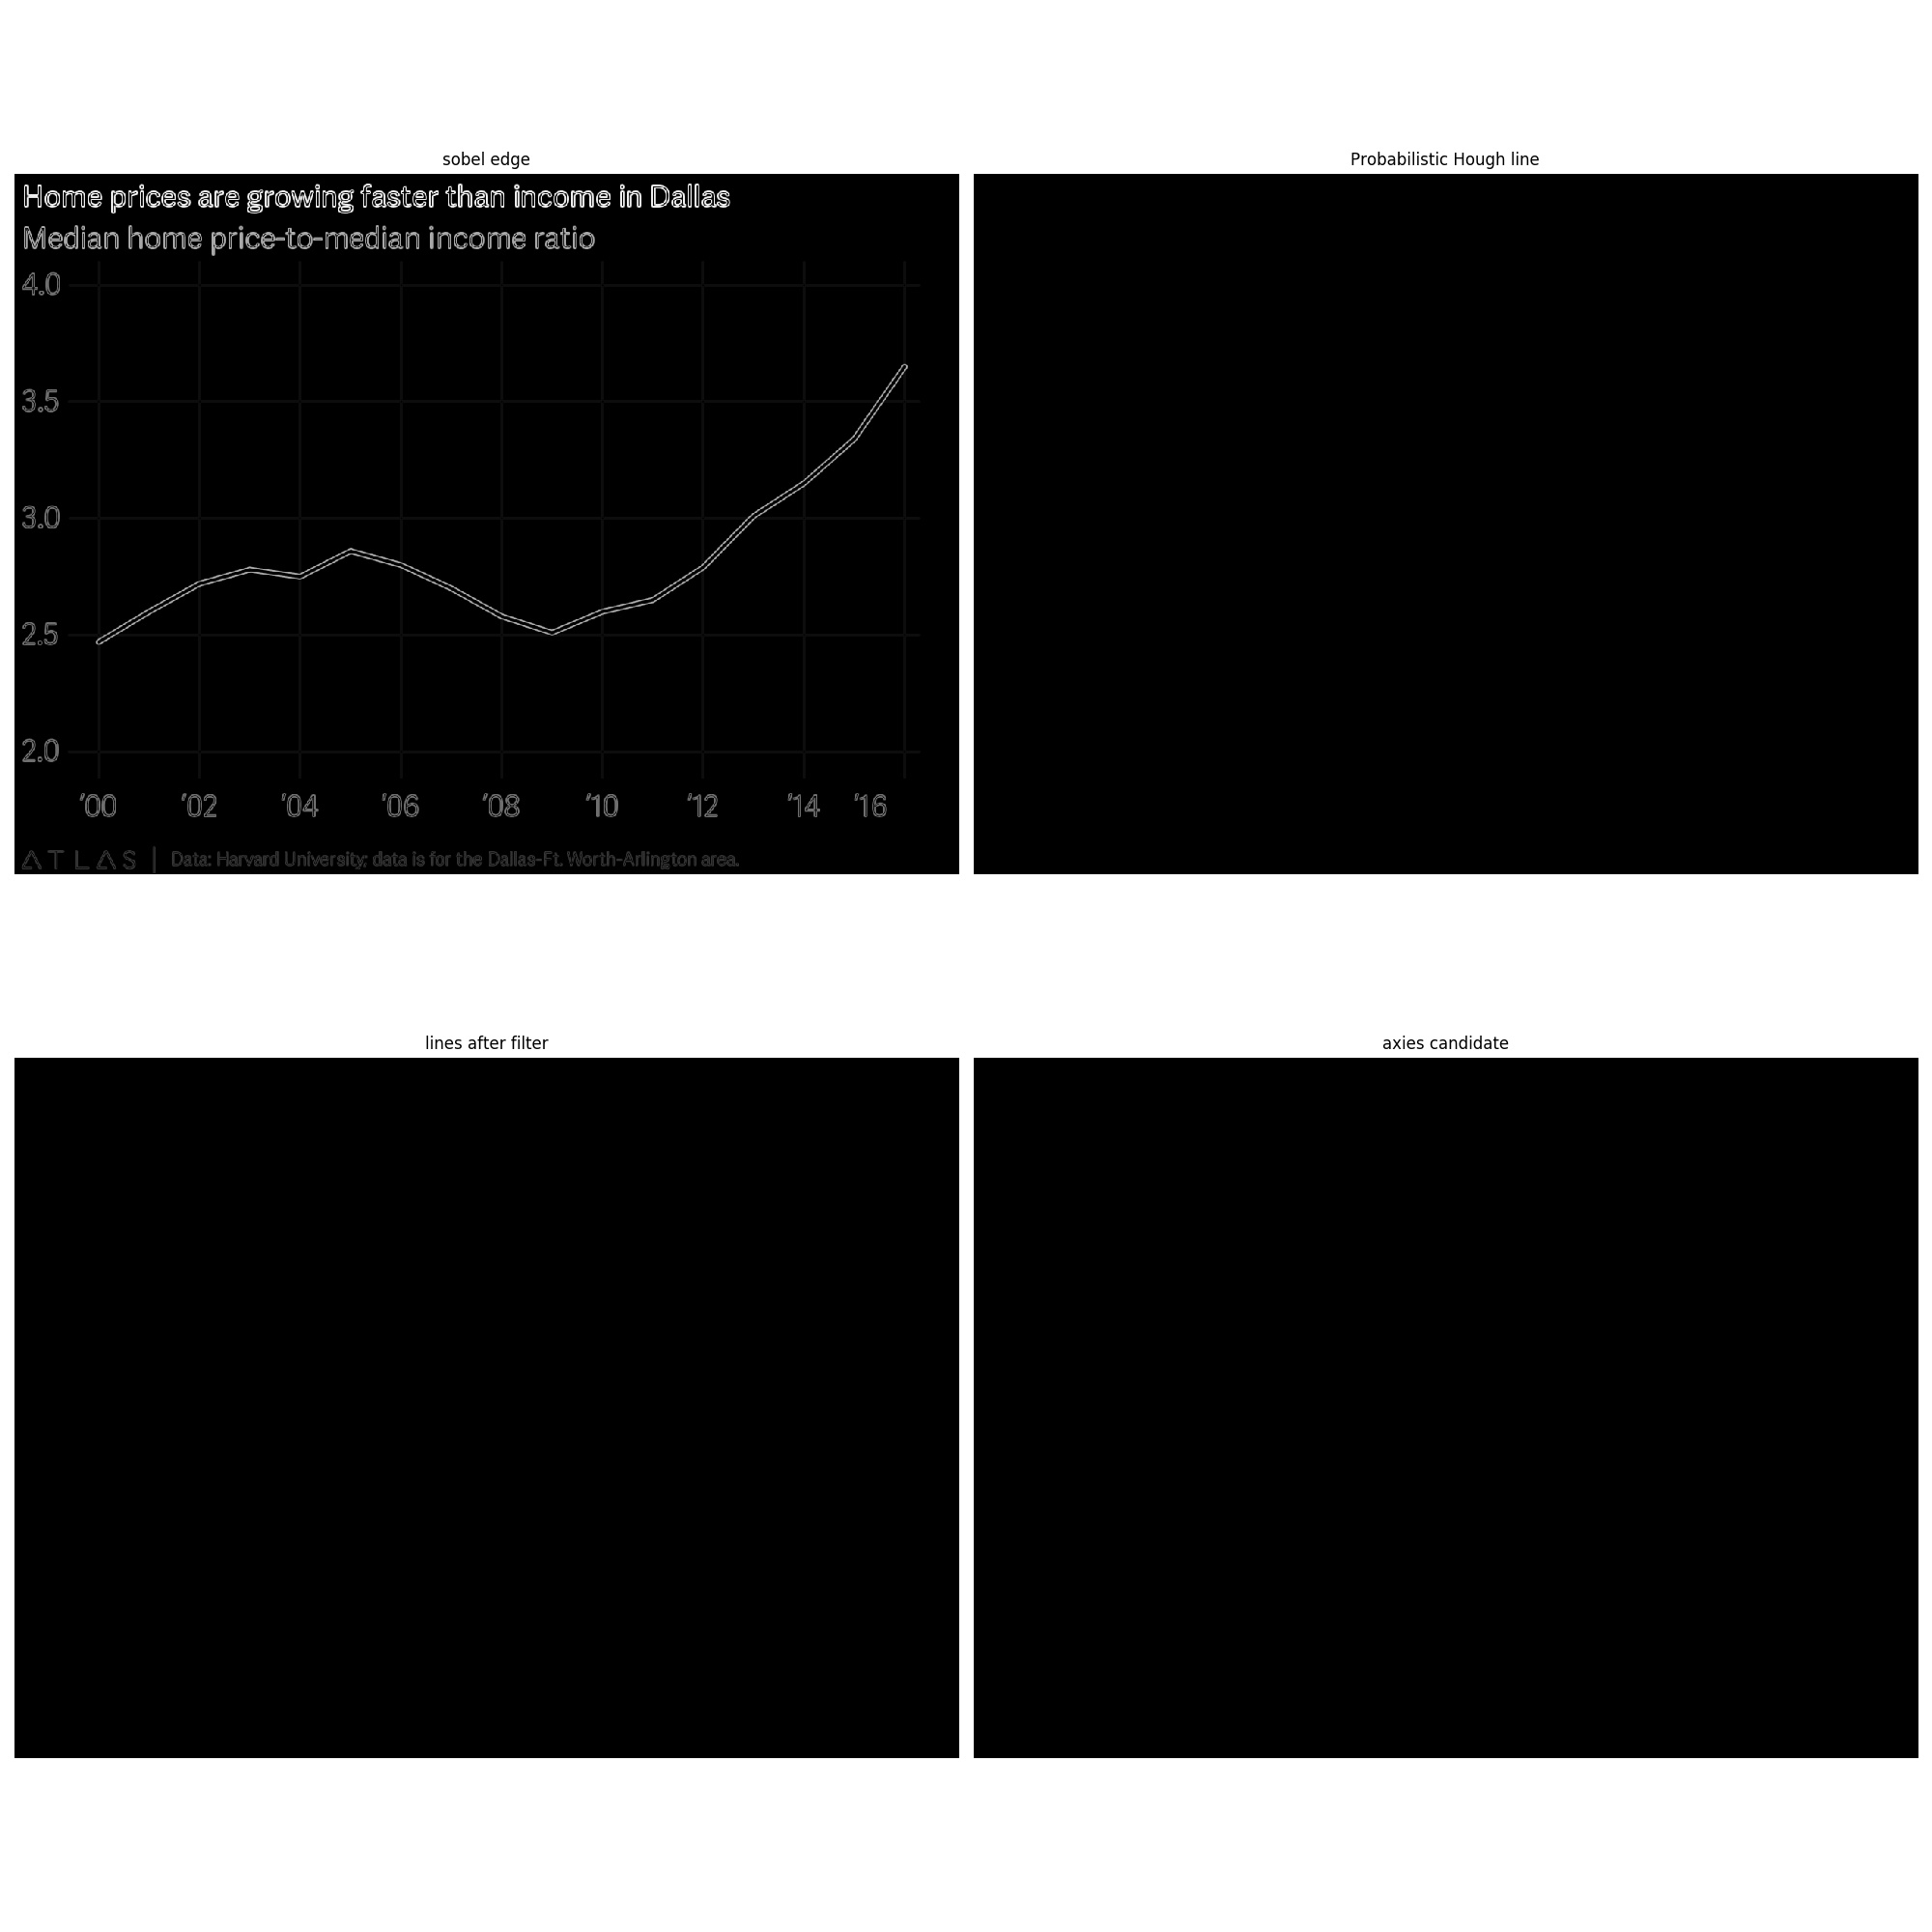 sobel edge
Probabilistic Hough line
Home prices are growing faster than income in Dallas
Median home price-to-median income ratio
4.0
3.5
3.0
2.5
2.0
'00 '02 '04 '06 '08 '10 '12 '14 '16
ATLAS | Data: Harvard University; data is for the Dallas-Ft. Worth-Arlington area.
lines after filter
axies candidate